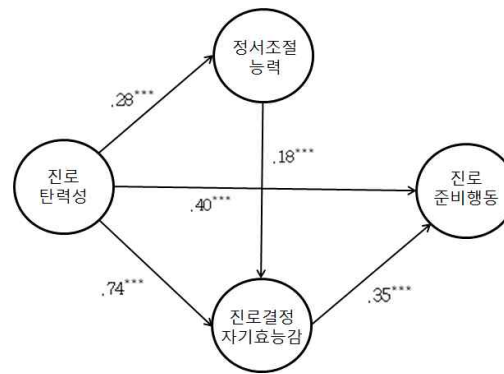 정서조절
능력
.28***
.18***
진로
탄력성
진로
준비행동
.40***
.74***
.35***
진로결정
자기효능감